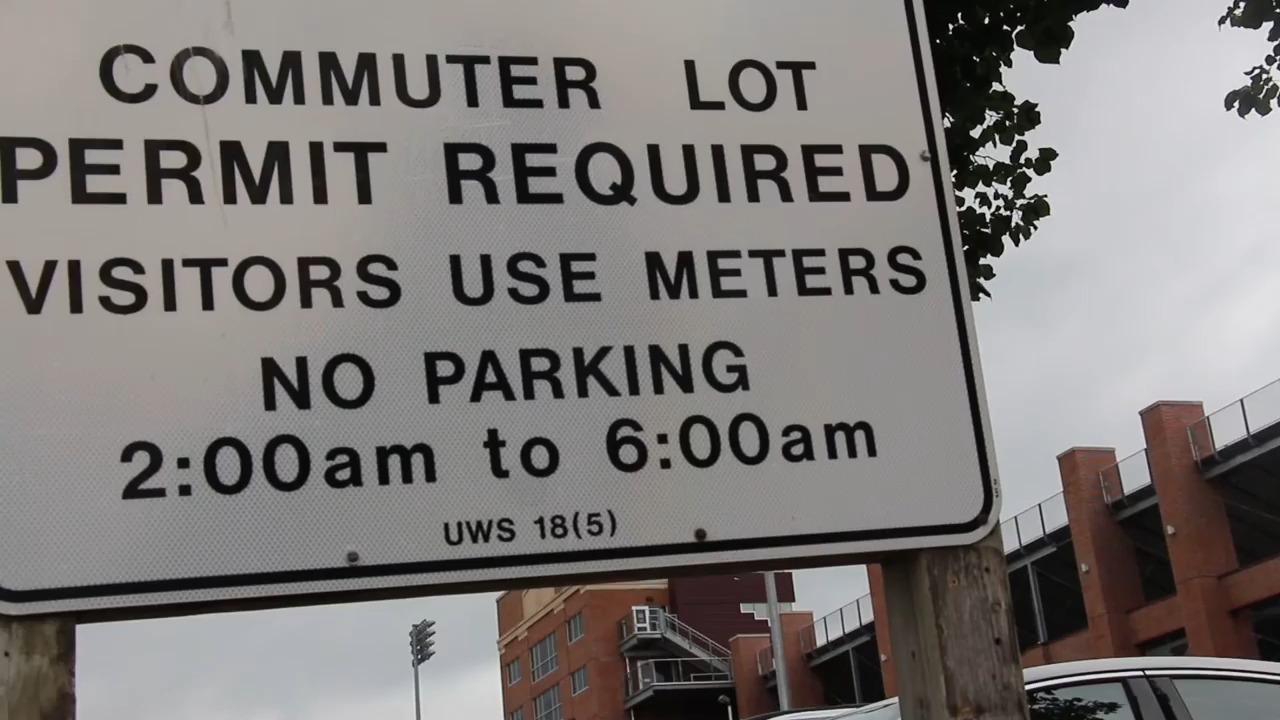 COMMUTER LOT
PERMIT REQUIRED
VISITORS USE METERS
NO PARKING
2:00am to 6:00am
UWS 18(5)